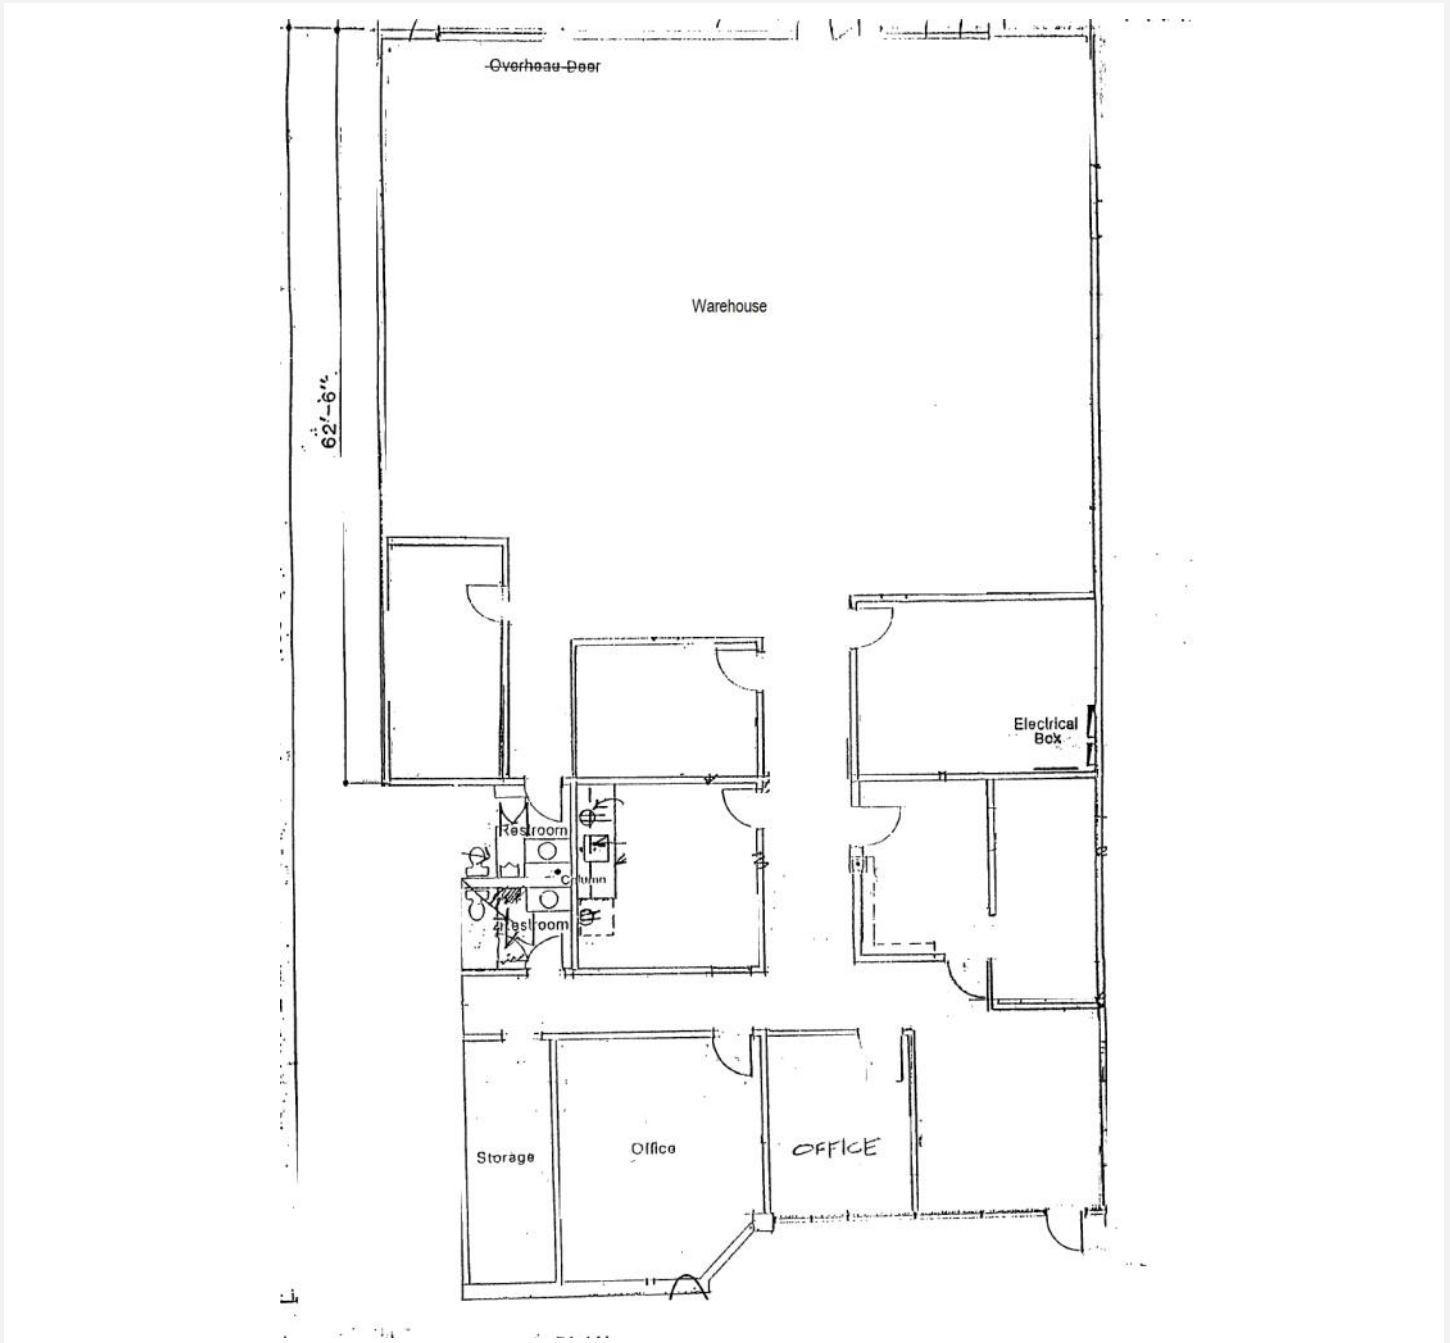 Overheau Door
Warehouse
62'-6"
Electrical
Box
Restroom
Column
Restroom
Storage
Office
OFFICE